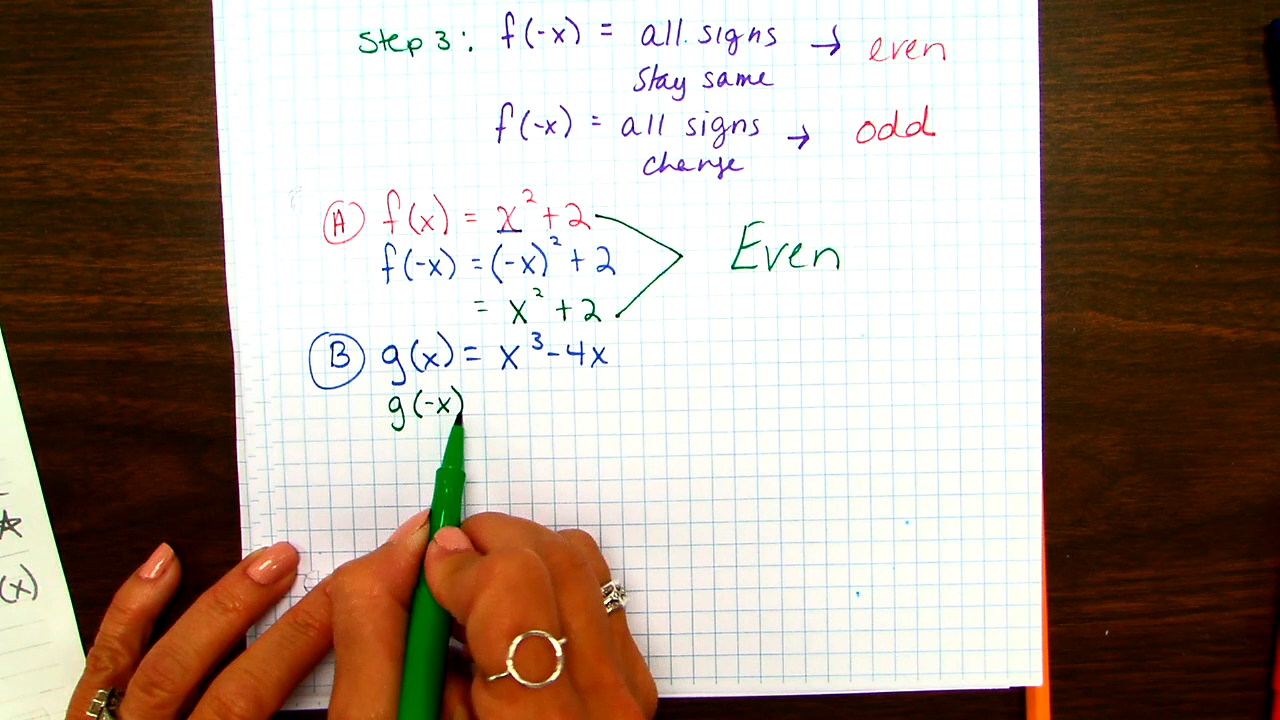 Step 3: f(-x) = all signs → even
stay same
f(-x) = all signs → odd
change
A f(x) = x²+2
f(-x) = (-x)²+2 Even
= x²+2
B g(x) = x³-4x
g(-x)
(x)